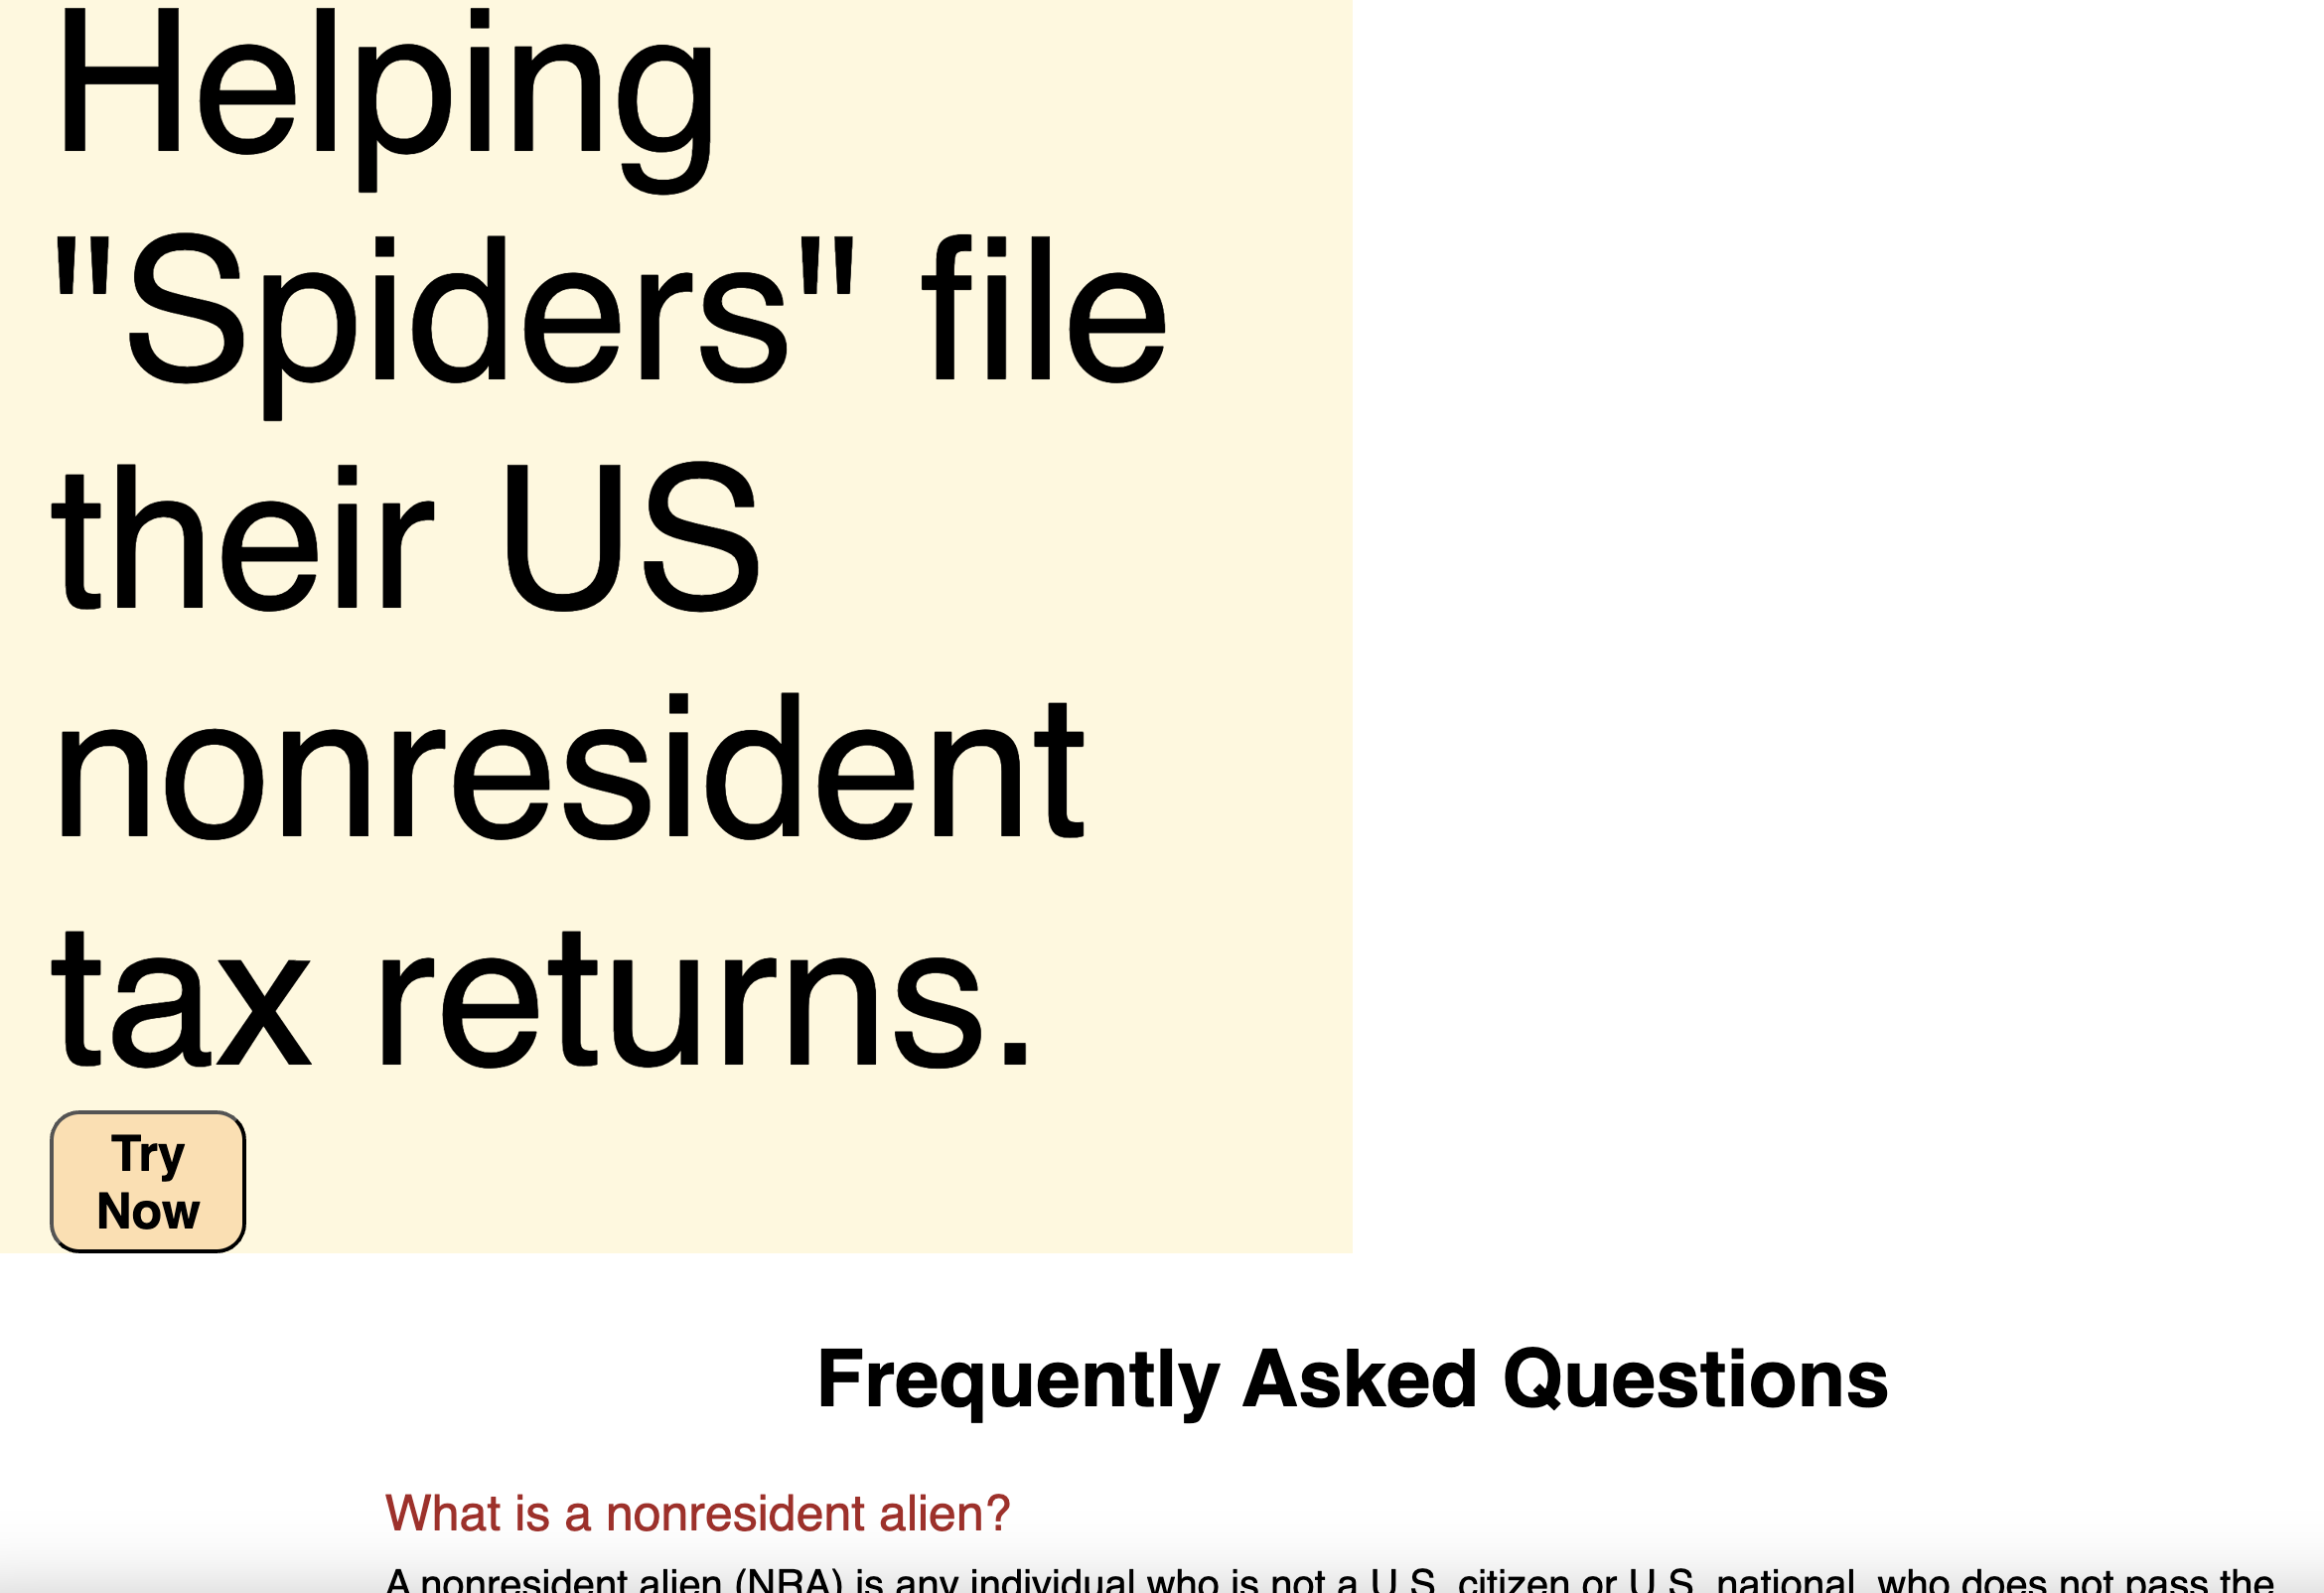 Helping
"Spiders" file
their US
nonresident
tax returns.
Try
Now
Frequently Asked Questions
What is a nonresident alien?
A nonresident alien (NRA) is any individual who is not a U.S. citizen or U.S. national, who does not pass the